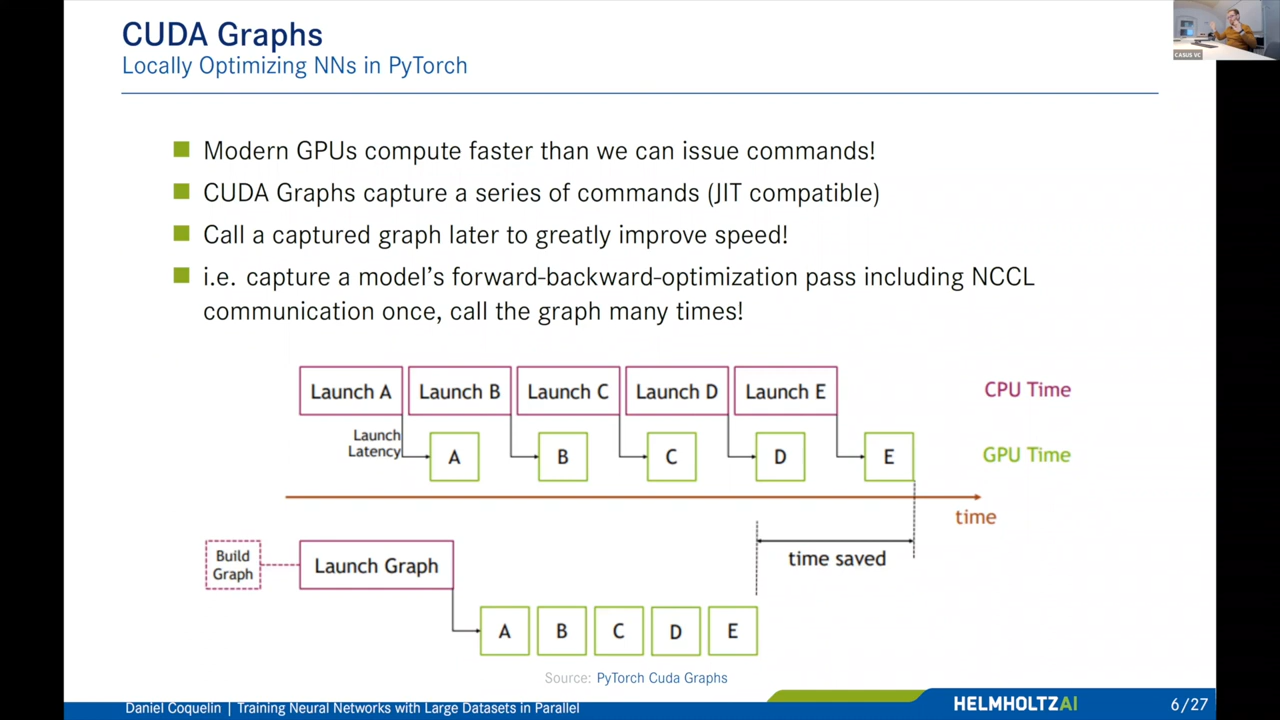 CUDA Graphs
Locally Optimizing NNs in PyTorch
CASUS VC
Modern GPUs compute faster than we can issue commands!
CUDA Graphs capture a series of commands (JIT compatible)
Call a captured graph later to greatly improve speed!
i.e. capture a model's forward-backward-optimization pass including NCCL
communication once, call the graph many times!
Launch A
Launch B
Launch C
Launch D
Launch E
CPU Time
Launch
Latency
A
B
C
D
E
GPU Time
time
Build
Graph
Launch Graph
time saved
A
B
C
D
E
Source: PyTorch Cuda Graphs
Daniel Coquelin | Training Neural Networks with Large Datasets in Parallel
HELMHOLTZAI
6/27